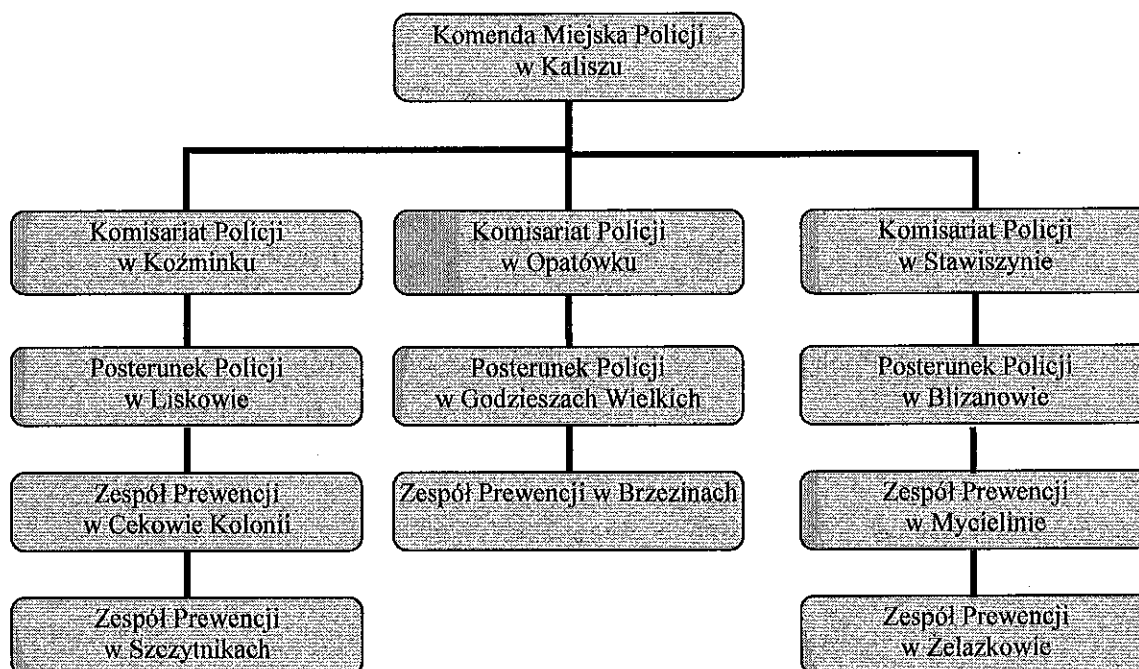 Komenda Miejska Policji
w Kaliszu
Komisariat Policji
w Koźminku
Komisariat Policji
w Opatówku
Komisariat Policji
w Stawiszynie
Posterunek Policji
w Liskowie
Posterunek Policji
w Godzieszach Wielkich
Posterunek Policji
w Blizanowie
Zespół Prewencji
w Cekowie Kolonii
Zespół Prewencji w Brzezinach
Zespół Prewencji
w Mycielinie
Zespół Prewencji
w Szczytnikach
Zespół Prewencji
w Żelazkowie